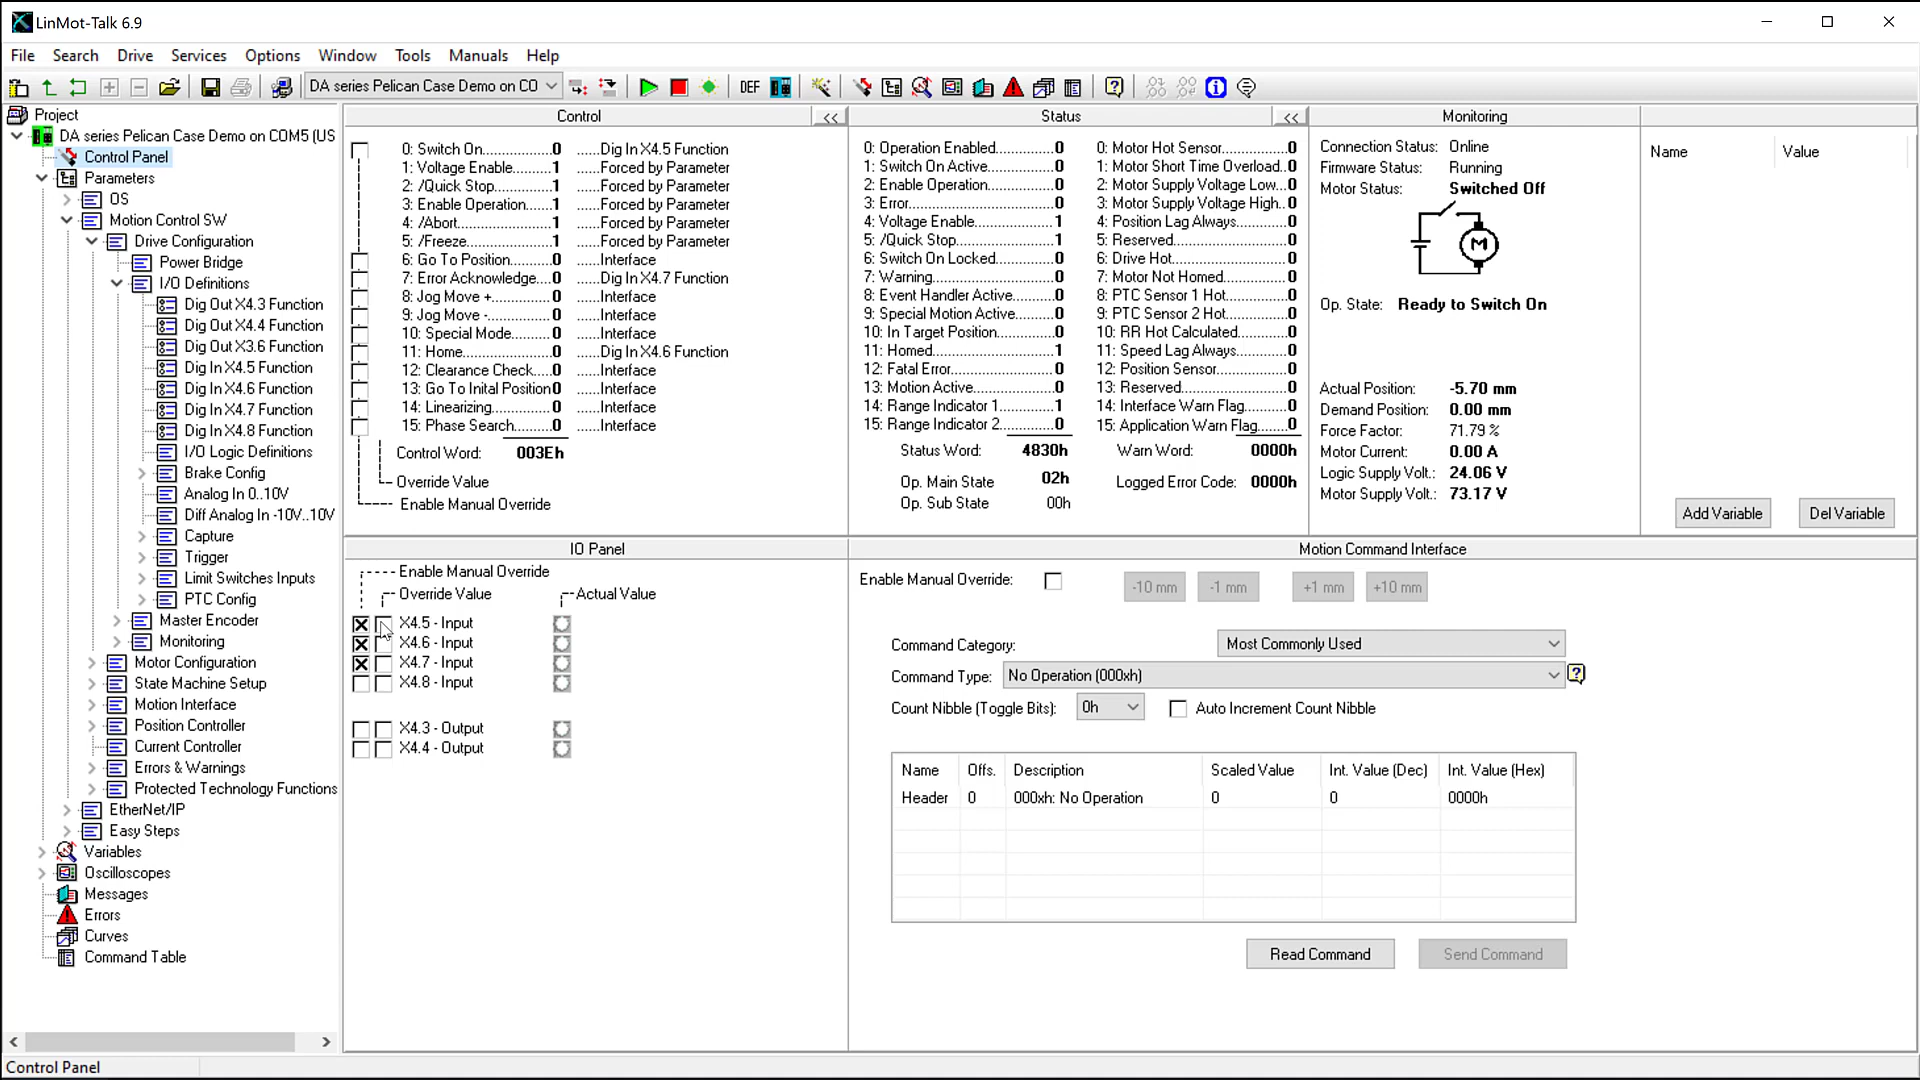 LinMot-Talk 6.9
File Search Drive Services Options Window Tools Manuals Help
DA series Pelican Case Demo on CO
DEF
Project
DA series Pelican Case Demo on COM5 (US
Control Panel
Parameters
OS
Motion Control SW
Drive Configuration
Power Bridge
I/O Definitions
Dig Out X4.3 Function
Dig Out X4.4 Function
Dig Out X3.6 Function
Dig In X4.5 Function
Dig In X4.6 Function
Dig In X4.7 Function
Dig In X4.8 Function
I/O Logic Definitions
Brake Config
Analog In 0..10V
Diff Analog In -10V..10V
Capture
Trigger
Limit Switches Inputs
PTC Config
Master Encoder
Monitoring
Motor Configuration
State Machine Setup
Motion Interface
Position Controller
Current Controller
Errors & Warnings
Protected Technology Functions
EtherNet/IP
Easy Steps
Variables
Oscilloscopes
Messages
Errors
Curves
Command Table
Control <<
0: Switch On..........0 ......Dig In X4.5 Function
1: Voltage Enable........1 ......Forced by Parameter
2: /Quick Stop............1 ......Forced by Parameter
3: Enable Operation......1 ......Forced by Parameter
4: /Abort..................1 ......Forced by Parameter
5: /Freeze.................1 ......Forced by Parameter
6: Go To Position.........0 ......Interface
7: Error Acknowledge....0 ......Dig In X4.7 Function
8: Jog Move +............0 ......Interface
9: Jog Move -.............0 ......Interface
10: Special Mode........0 ......Interface
11: Home..................0 ......Dig In X4.6 Function
12: Clearance Check....0 ......Interface
13: Go To Inital Position0 ......Interface
14: Linearizing............0 ......Interface
15: Phase Search........0 ......Interface
Control Word: 003Eh
Override Value
Enable Manual Override
Status <<
0: Operation Enabled..........0 0: Motor Hot Sensor..........0
1: Switch On Active............0 1: Motor Short Time Overload..0
2: Enable Operation...........0 2: Motor Supply Voltage Low...0
3: Error..........................0 3: Motor Supply Voltage High..0
4: Voltage Enable..............1 4: Position Lag Always........0
5: /Quick Stop..................1 5: Reserved.....................0
6: Switch On Locked...........0 6: Drive Hot.....................0
7: Warning......................0 7: Motor Not Homed...........0
8: Event Handler Active........0 8: PTC Sensor 1 Hot...........0
9: Special Motion Active.......0 9: PTC Sensor 2 Hot...........0
10: In Target Position..........0 10: RR Hot Calculated.........0
11: Homed.......................1 11: Speed Lag Always.........0
12: Fatal Error...................0 12: Position Sensor.............0
13: Motion Active...............0 13: Reserved....................0
14: Range Indicator 1..........1 14: Interface Warn Flag.......0
15: Range Indicator 2..........0 15: Application Warn Flag....0
Status Word: 4830h Warn Word: 0000h
Op. Main State 02h Logged Error Code: 0000h
Op. Sub State 00h
Monitoring
Connection Status: Online
Firmware Status: Running
Motor Status: Switched Off
M
Op. State: Ready to Switch On
Actual Position: -5.70 mm
Demand Position: 0.00 mm
Force Factor: 71.79 %
Motor Current: 0.00 A
Logic Supply Volt.: 24.06 V
Motor Supply Volt.: 73.17 V
Name Value
Add Variable Del Variable
IO Panel
Enable Manual Override
Override Value Actual Value
X4.5 - Input
X4.6 - Input
X4.7 - Input
X4.8 - Input
X4.3 - Output
X4.4 - Output
Motion Command Interface
Enable Manual Override: -10 mm -1 mm +1 mm +10 mm
Command Category: Most Commonly Used
Command Type: No Operation (000xh)
Count Nibble (Toggle Bits): 0h Auto Increment Count Nibble
Name Offs. Description Scaled Value Int. Value (Dec) Int. Value (Hex)
Header 0 000xh: No Operation 0 0 0000h
Read Command Send Command
Control Panel